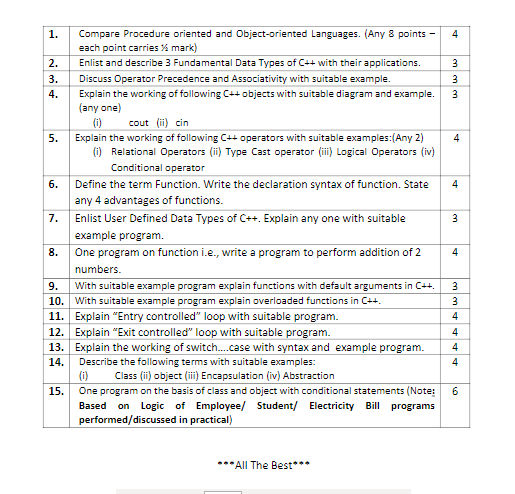 1. Compare Procedure oriented and Object-oriented Languages. (Any 8 points – 4
each point carries ½ mark)
2. Enlist and describe 3 Fundamental Data Types of C++ with their applications. 3
3. Discuss Operator Precedence and Associativity with suitable example. 3
4. Explain the working of following C++ objects with suitable diagram and example. 3
(any one)
(i) cout (ii) cin
5. Explain the working of following C++ operators with suitable examples:(Any 2) 4
(i) Relational Operators (ii) Type Cast operator (iii) Logical Operators (iv)
Conditional operator
6. Define the term Function. Write the declaration syntax of function. State 4
any 4 advantages of functions.
7. Enlist User Defined Data Types of C++. Explain any one with suitable 3
example program.
8. One program on function i.e., write a program to perform addition of 2 4
numbers.
9. With suitable example program explain functions with default arguments in C++. 3
10. With suitable example program explain overloaded functions in C++. 3
11. Explain “Entry controlled” loop with suitable program. 4
12. Explain “Exit controlled” loop with suitable program. 4
13. Explain the working of switch....case with syntax and example program. 4
14. Describe the following terms with suitable examples: 4
(i) Class (ii) object (iii) Encapsulation (iv) Abstraction
15. One program on the basis of class and object with conditional statements (Note: 6
Based on Logic of Employee/ Student/ Electricity Bill programs
performed/discussed in practical)
***All The Best***